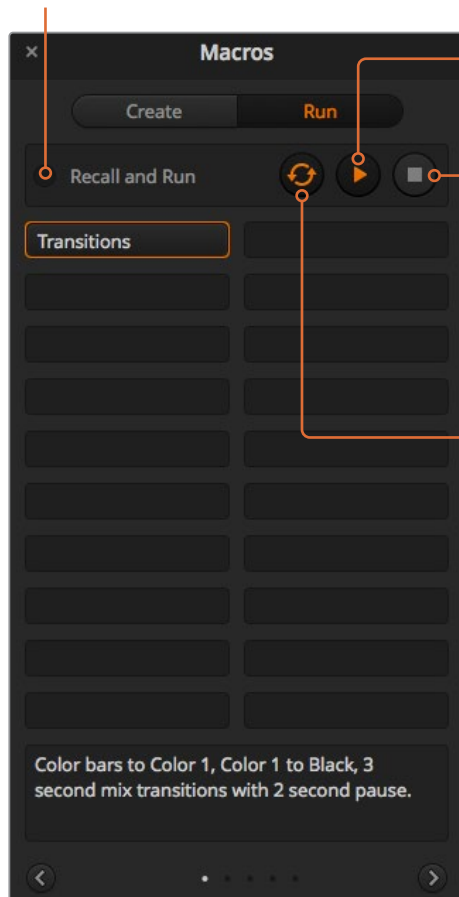 Macros
Create Run
Recall and Run
Transitions
Color bars to Color 1, Color 1 to Black, 3
second mix transitions with 2 second pause.